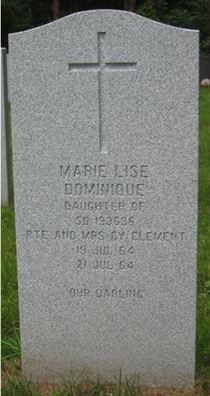 MARIE LISE
DOMINIQUE
DAUGHTER OF
SD 193636
PTE AND MRS GY CLEMENT
19 JUL 64
21 JUL 64
OUR DARLING